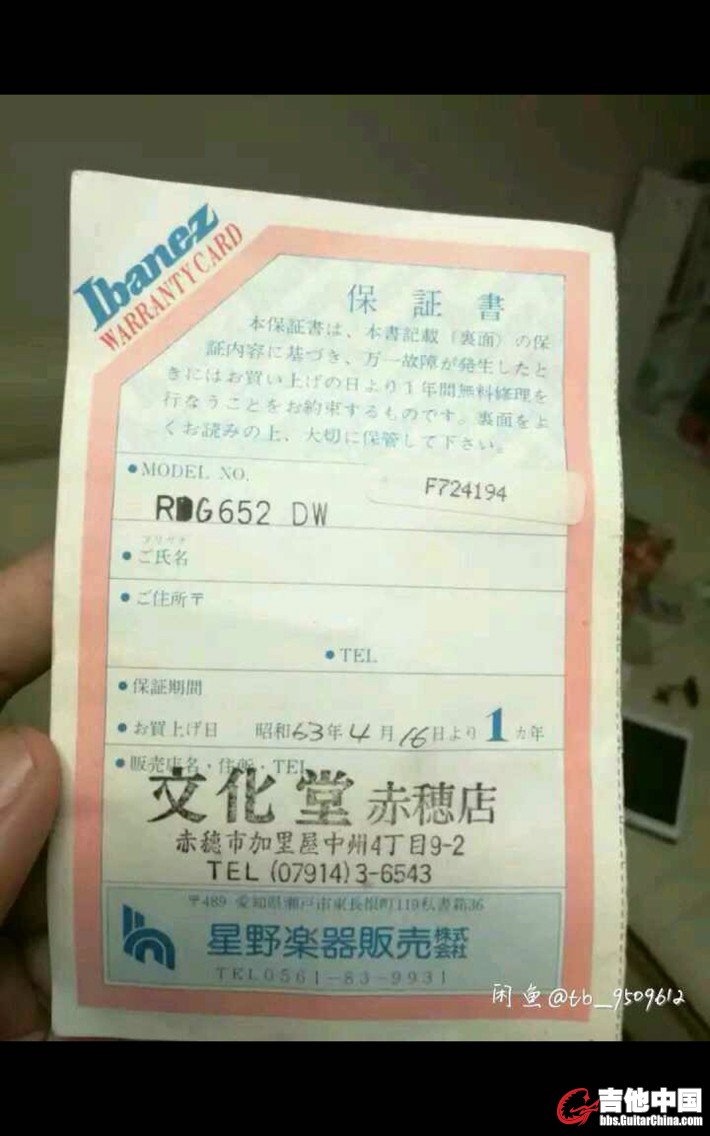 Ibanez
WARRANTY CARD
保証書
本保証書は、本書記載(裏面)の保
証内容に基づき、万一故障が発生したと
きにはお買い上げの日より1年間無料修理を
行なうことをお約束するものです。裏面をよ
くお読みの上、大切に保管して下さい。
●MODEL NO.
F724194
RDG652 DW
フリガナ
●ご氏名
●ご住所〒
●TEL
●保証期間
●お買上げ日 昭和63年4月16日より1カ年
●販売店名・住所・TEL
文化堂赤穂店
赤穂市加里屋中州4丁目9-2
TEL (07914)3-6543
〒489 愛知県瀬戸市東長根町119私書箱36
星野楽器販売株式会社
TEL0561-83-9931
闲鱼@tb_9509612
吉他中国
bbs.GuitarChina.com